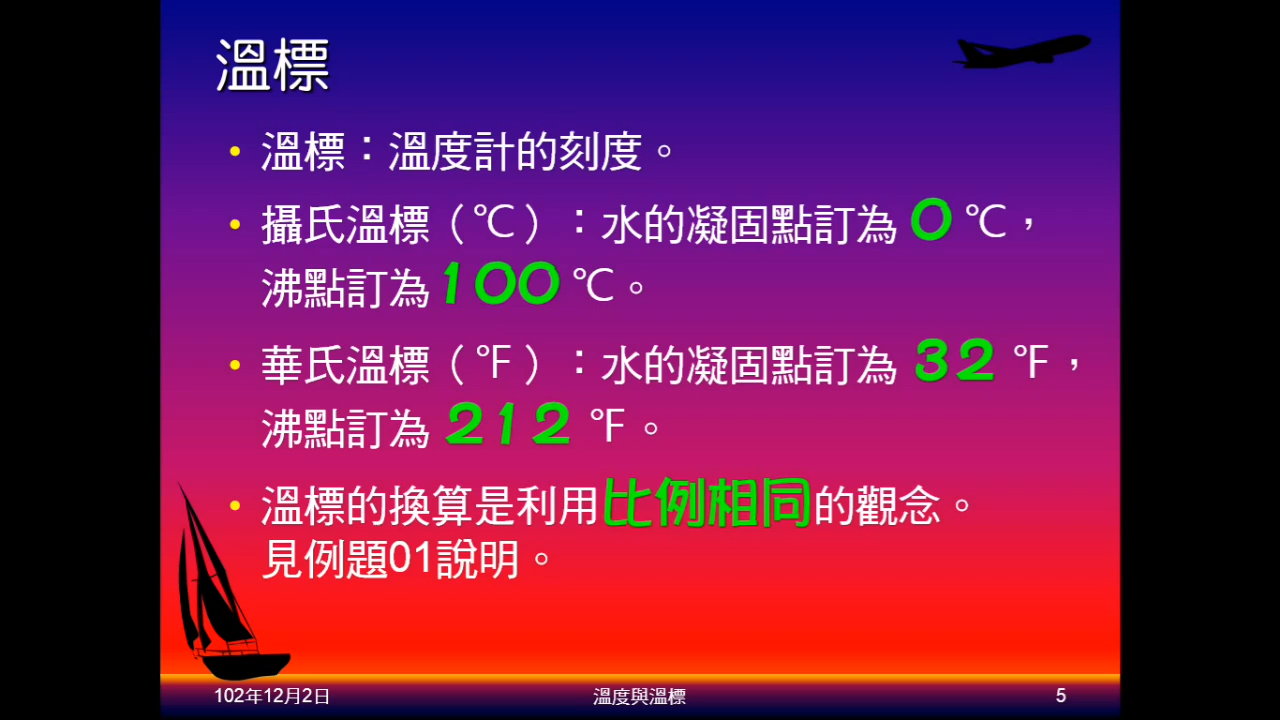 溫標
• 溫標：溫度計的刻度。
• 攝氏溫標（℃）：水的凝固點訂為 0 ℃，
沸點訂為 100 ℃。
• 華氏溫標（℉）：水的凝固點訂為 32 ℉，
沸點訂為 212 ℉。
• 溫標的換算是利用比例相同的觀念。
見例題01說明。
102年12月2日 溫度與溫標 5